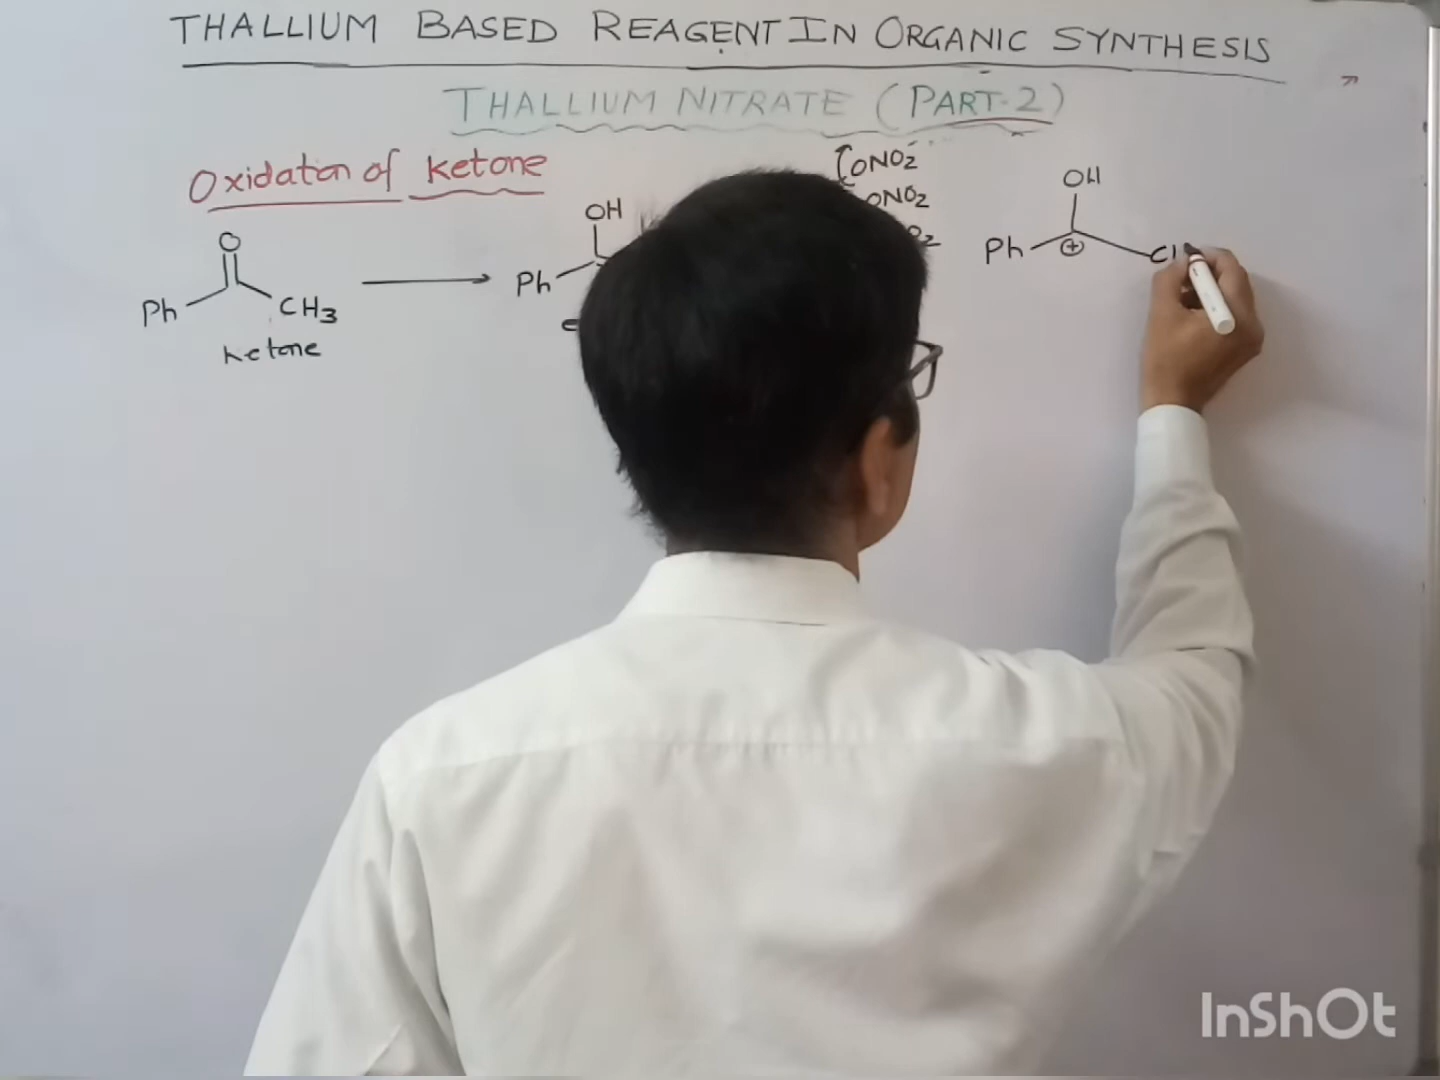 THALLIUM BASED REAGENT IN ORGANIC SYNTHESIS
THALLIUM NITRATE (PART-2)
Oxidation of ketone
O
Ph
CH3
ketone
OH
Ph
ONO2
ONO2
OH
Ph
⊕
InShOt